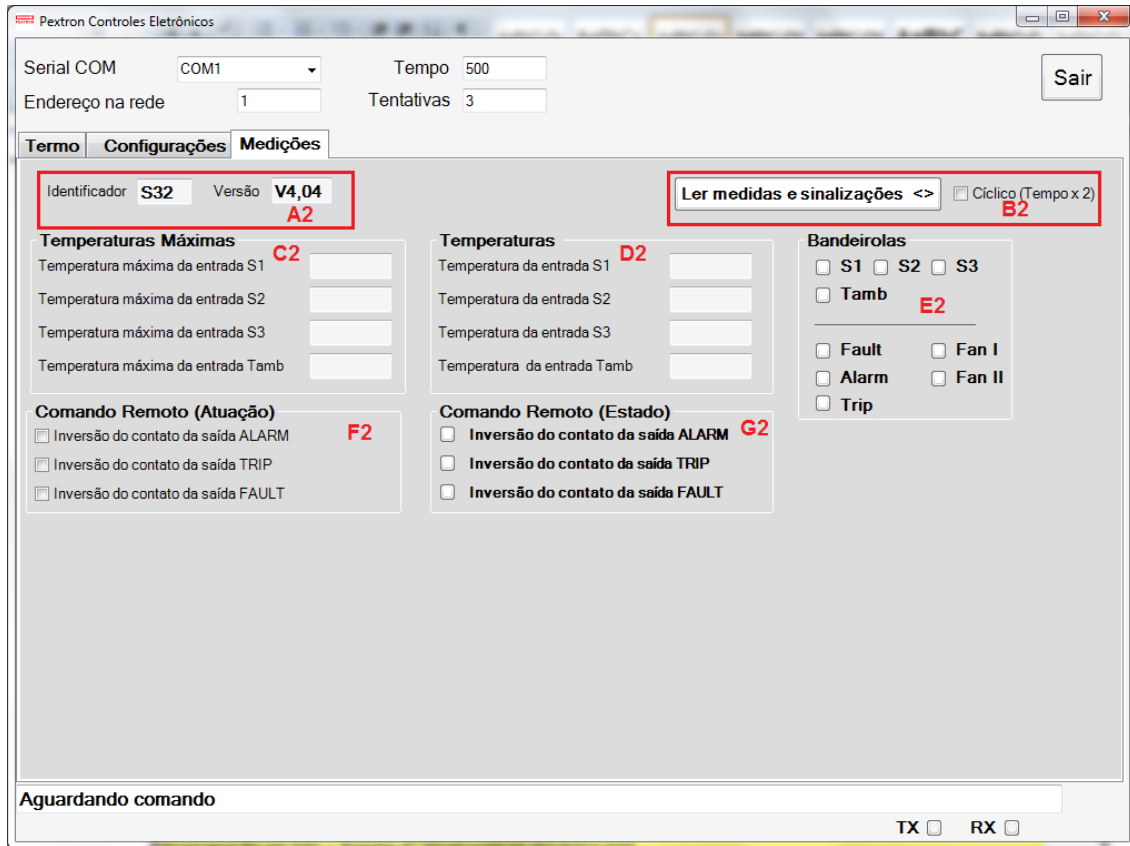 Pextron Controles Eletrônicos
Serial COM COM1 Tempo 500
Sair
Endereço na rede 1 Tentativas 3
Termo Configurações Medições
Identificador S32 Versão V4,04
A2
Ler medidas e sinalizações <> Cíclico (Tempo x 2)
B2
Temperaturas Máximas
C2
Temperatura máxima da entrada S1
Temperatura máxima da entrada S2
Temperatura máxima da entrada S3
Temperatura máxima da entrada Tamb
Temperaturas
D2
Temperatura da entrada S1
Temperatura da entrada S2
Temperatura da entrada S3
Temperatura da entrada Tamb
Bandeirolas
S1 S2 S3
Tamb
E2
Fault Fan I
Alarm Fan II
Trip
Comando Remoto (Atuação)
Inversão do contato da saída ALARM
F2
Inversão do contato da saída TRIP
Inversão do contato da saída FAULT
Comando Remoto (Estado)
Inversão do contato da saída ALARM
G2
Inversão do contato da saída TRIP
Inversão do contato da saída FAULT
Aguardando comando
TX RX